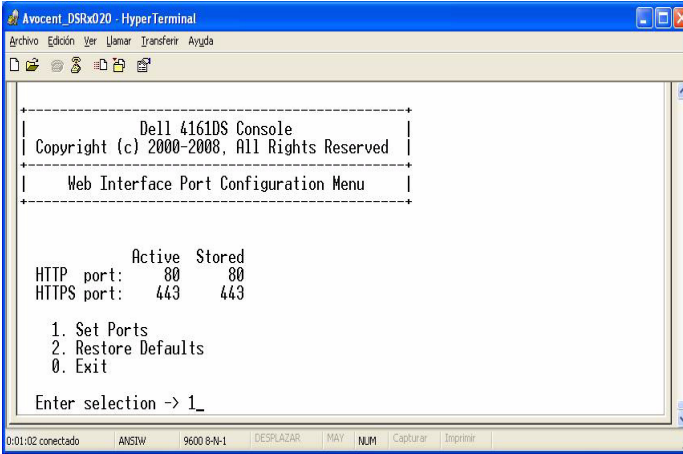 Avocent_DSRx020 - HyperTerminal
Archivo Edición Ver Llamar Transferir Ayuda
Dell 4161DS Console
Copyright (c) 2000-2008, All Rights Reserved
Web Interface Port Configuration Menu
Active Stored
HTTP port: 80 80
HTTPS port: 443 443
1. Set Ports
2. Restore Defaults
0. Exit
Enter selection -> 1_
0:01:02 conectado ANSIW 9600 8-N-1 DESPLAZAR MAY NUM Capturar Imprimir